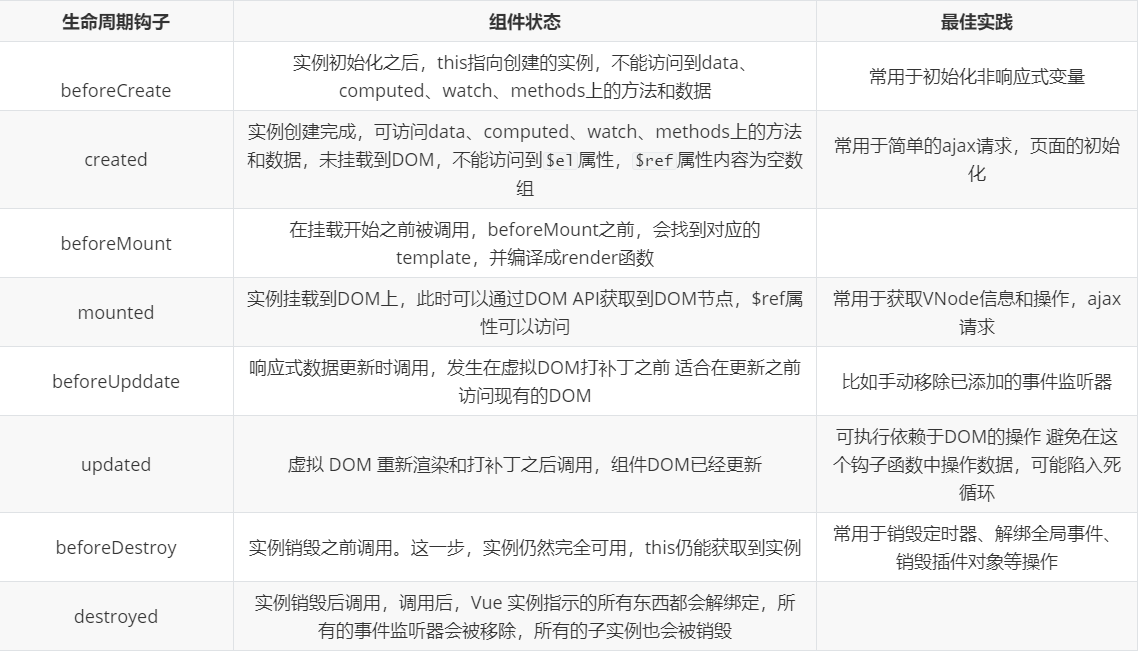 生命周期钩子 组件状态 最佳实践
实例初始化之后，this指向创建的实例，不能访问到data、
computed、watch、methods上的方法和数据
beforeCreate
常用于初始化非响应式变量
created
实例创建完成，可访问data、computed、watch、methods上的方法
和数据，未挂载到DOM，不能访问到$el属性，$ref属性内容为空数
组
常用于简单的ajax请求，页面的初始
化
beforeMount
在挂载开始之前被调用，beforeMount之前，会找到对应的
template，并编译成render函数
mounted
实例挂载到DOM上，此时可以通过DOM API获取到DOM节点，$ref属
性可以访问
常用于获取VNode信息和操作，ajax
请求
beforeUpddate
响应式数据更新时调用，发生在虚拟DOM打补丁之前 适合在更新之前
访问现有的DOM
比如手动移除已添加的事件监听器
updated
虚拟 DOM 重新渲染和打补丁之后调用，组件DOM已经更新
可执行依赖于DOM的操作 避免在这
个钩子函数中操作数据，可能陷入死
循环
beforeDestroy
实例销毁之前调用。这一步，实例仍然完全可用，this仍能获取到实例
常用于销毁定时器、解绑全局事件、
销毁插件对象等操作
destroyed
实例销毁后调用，调用后，Vue 实例指示的所有东西都会解绑定，所
有的事件监听器会被移除，所有的子实例也会被销毁